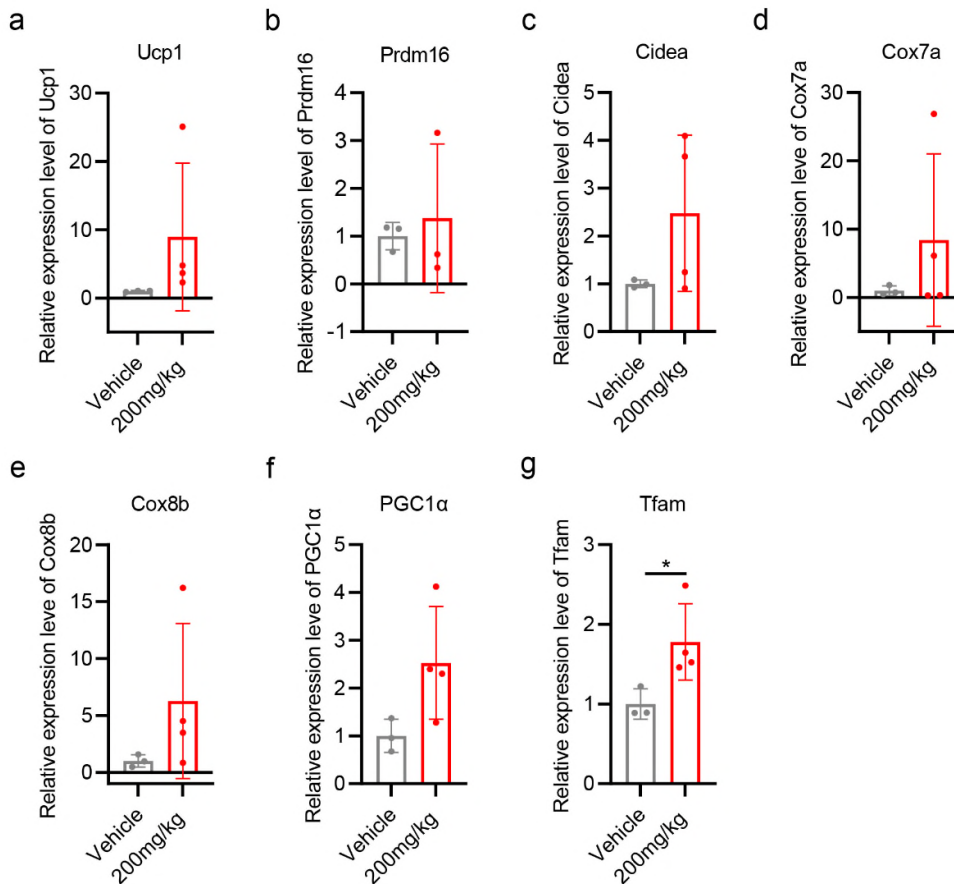 a
Ucp1
Relative expression level of Ucp1
30
20
10
0
Vehicle
200mg/kg
b
Prdm16
Relative expression level of Prdm16
4
3
2
1
0
-1
Vehicle
200mg/kg
c
Cidea
Relative expression level of Cidea
5
4
3
2
1
0
Vehicle
200mg/kg
d
Cox7a
Relative expression leve of Cox7a
30
20
10
0
Vehicle
200mg/kg
e
Cox8b
Relative expression leve of Cox8b
20
15
10
5
0
Vehicle
200mg/kg
f
PGC1α
Relative expression level of PGC1α
5
4
3
2
1
0
Vehicle
200mg/kg
g
Tfam
Relative expression leve of Tfam
3
2
1
0
*
Vehicle
200mg/kg